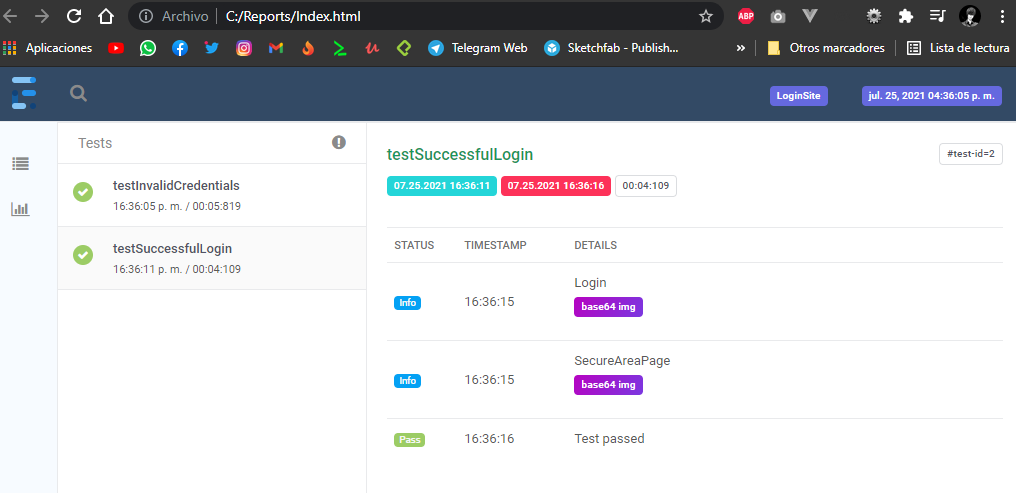 Archivo C:/Reports/Index.html
ABP
Aplicaciones Telegram Web Sketchfab - Publish... » Otros marcadores Lista de lectura
LoginSite jul. 25, 2021 04:36:05 p. m.
Tests
testInvalidCredentials
16:36:05 p. m. / 00:05:819
testSuccessfulLogin
16:36:11 p. m. / 00:04:109
testSuccessfulLogin #test-id=2
07.25.2021 16:36:11 07.25.2021 16:36:16 00:04:109
STATUS TIMESTAMP DETAILS
Info 16:36:15 Login
base64 img
Info 16:36:15 SecureAreaPage
base64 img
Pass 16:36:16 Test passed